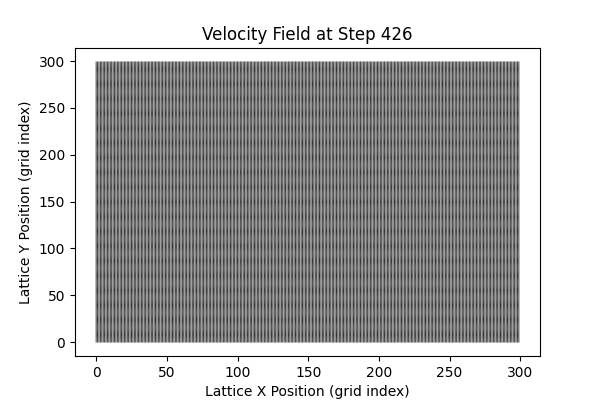 Velocity Field at Step 426
Lattice Y Position (grid index)
300
250
200
150
100
50
0
0 50 100 150 200 250 300
Lattice X Position (grid index)